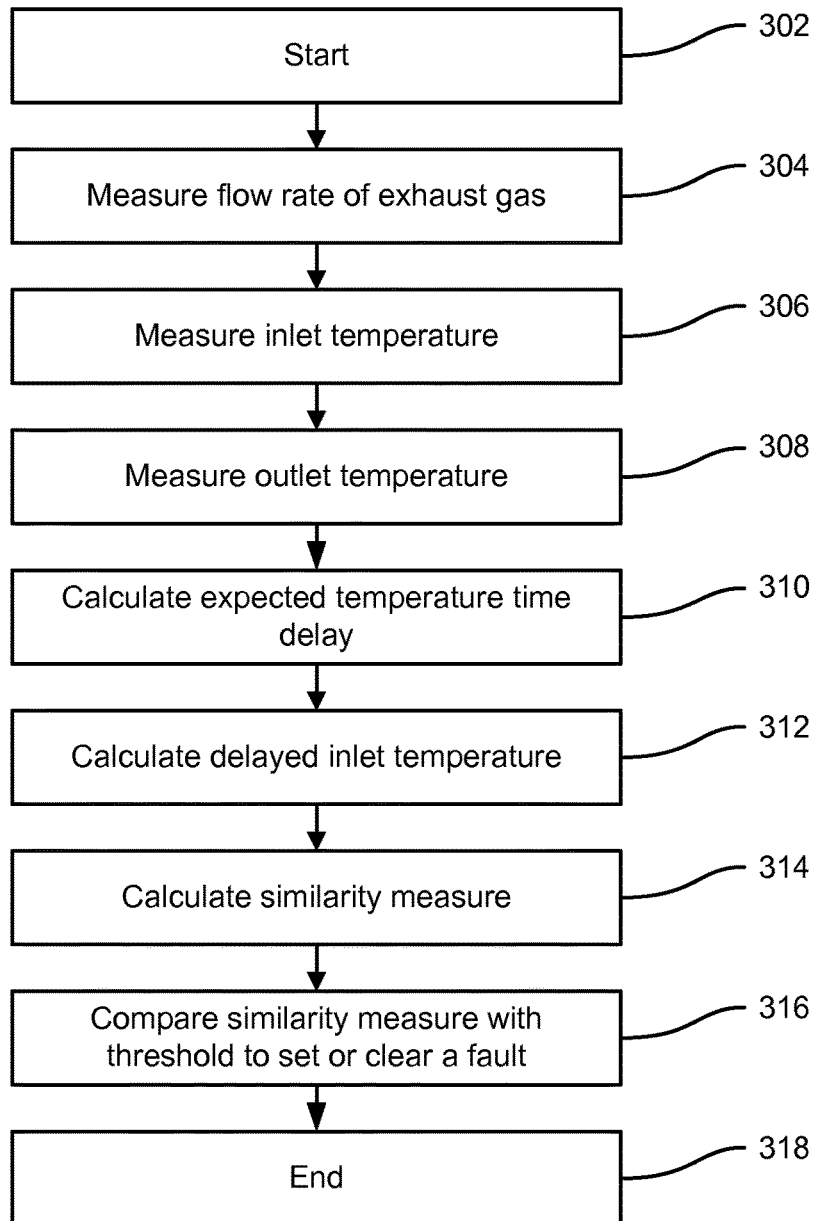 Start
302
Measure flow rate of exhaust gas
304
Measure inlet temperature
306
Measure outlet temperature
308
Calculate expected temperature time
delay
310
Calculate delayed inlet temperature
312
Calculate similarity measure
314
Compare similarity measure with
threshold to set or clear a fault
316
End
318